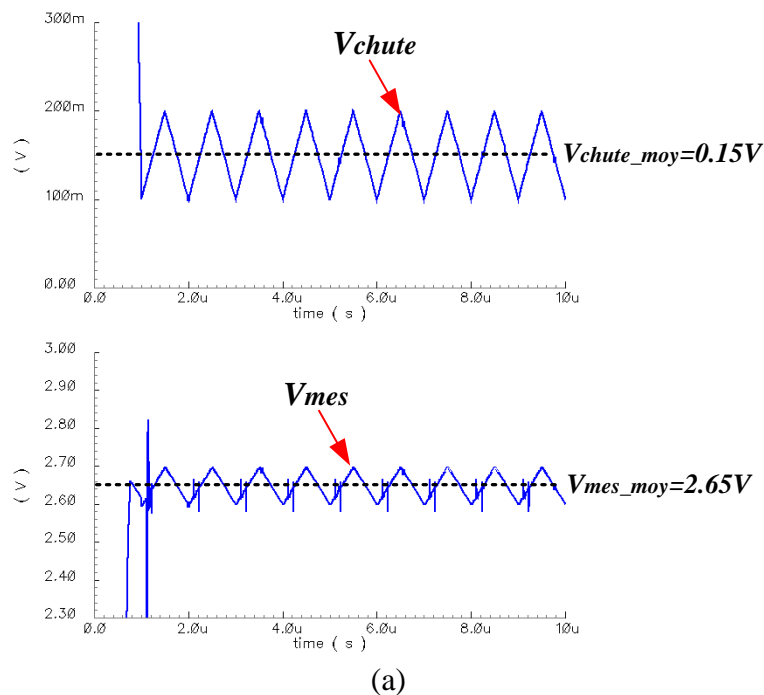 300m
Vchute
200m
( V )
Vchute_moy=0.15V
100m
0.00
0.0 2.0u 4.0u 6.0u 8.0u 10u
time ( s )
3.00
2.90
Vmes
2.80
( V )
2.70
Vmes_moy=2.65V
2.60
2.50
2.40
2.30
0.0 2.0u 4.0u 6.0u 8.0u 10u
time ( s )
(a)